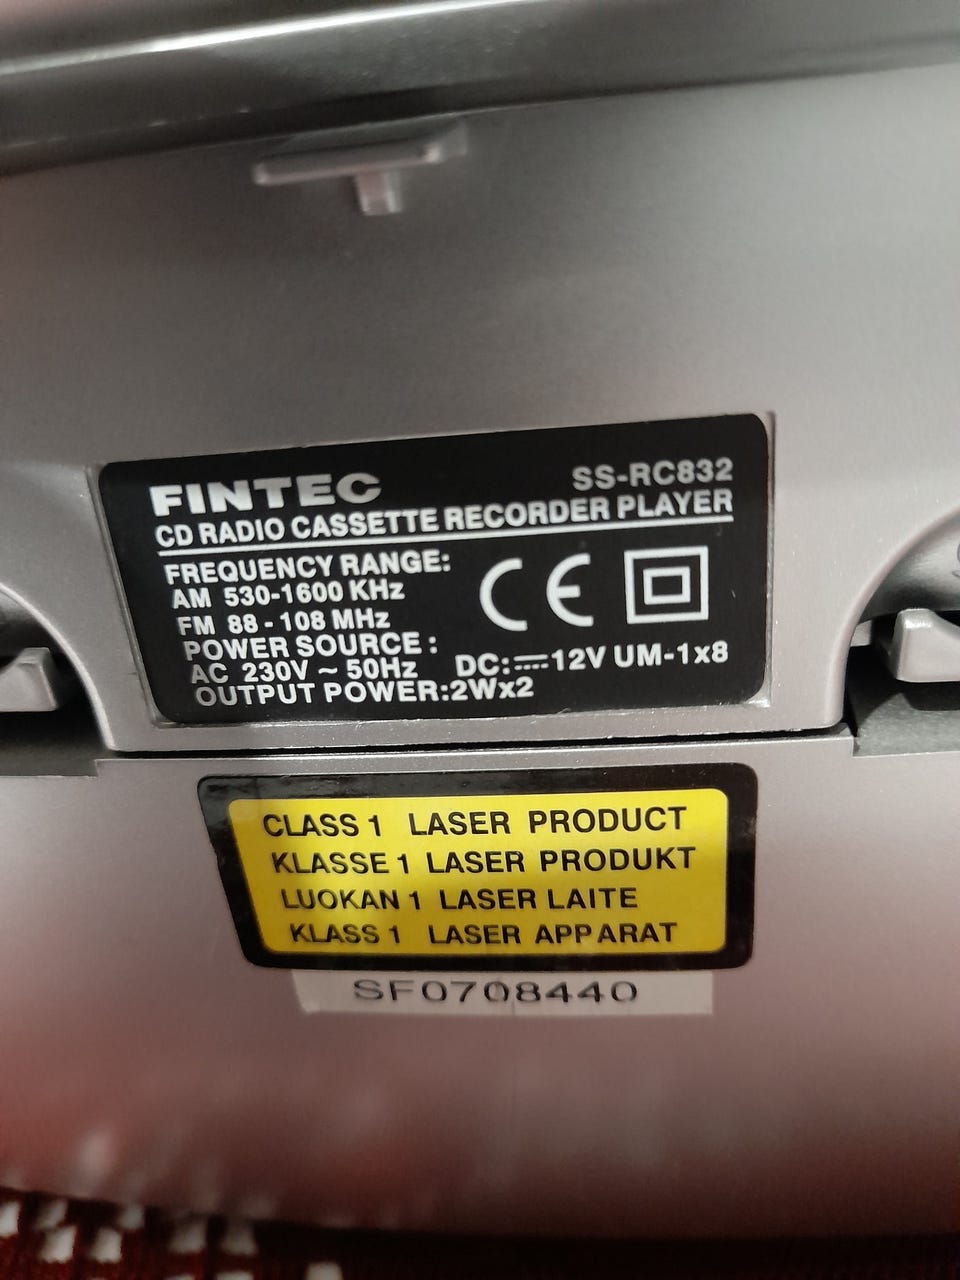 FINTEC SS-RC832
CD RADIO CASSETTE RECORDER PLAYER
FREQUENCY RANGE:
AM 530-1600 KHz
FM 88-108 MHz
POWER SOURCE:
AC 230V ~ 50Hz DC:⎓12V UM-1x8
OUTPUT POWER:2Wx2
CE
CLASS 1 LASER PRODUCT
KLASSE 1 LASER PRODUKT
LUOKAN 1 LASER LAITE
KLASS 1 LASER APPARAT
SF0708440